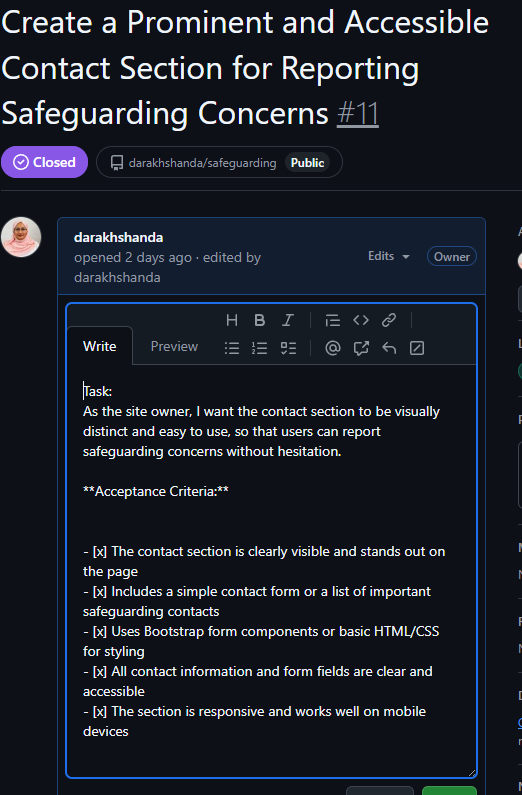 Create a Prominent and Accessible
Contact Section for Reporting
Safeguarding Concerns #11
Closed
darakhshanda/safeguarding
Public
darakhshanda
opened 2 days ago · edited by
darakhshanda
Edits
Owner
Write
Preview
Task:
As the site owner, I want the contact section to be visually
distinct and easy to use, so that users can report
safeguarding concerns without hesitation.
**Acceptance Criteria:**
- [x] The contact section is clearly visible and stands out on
the page
- [x] Includes a simple contact form or a list of important
safeguarding contacts
- [x] Uses Bootstrap form components or basic HTML/CSS
for styling
- [x] All contact information and form fields are clear and
accessible
- [x] The section is responsive and works well on mobile
devices